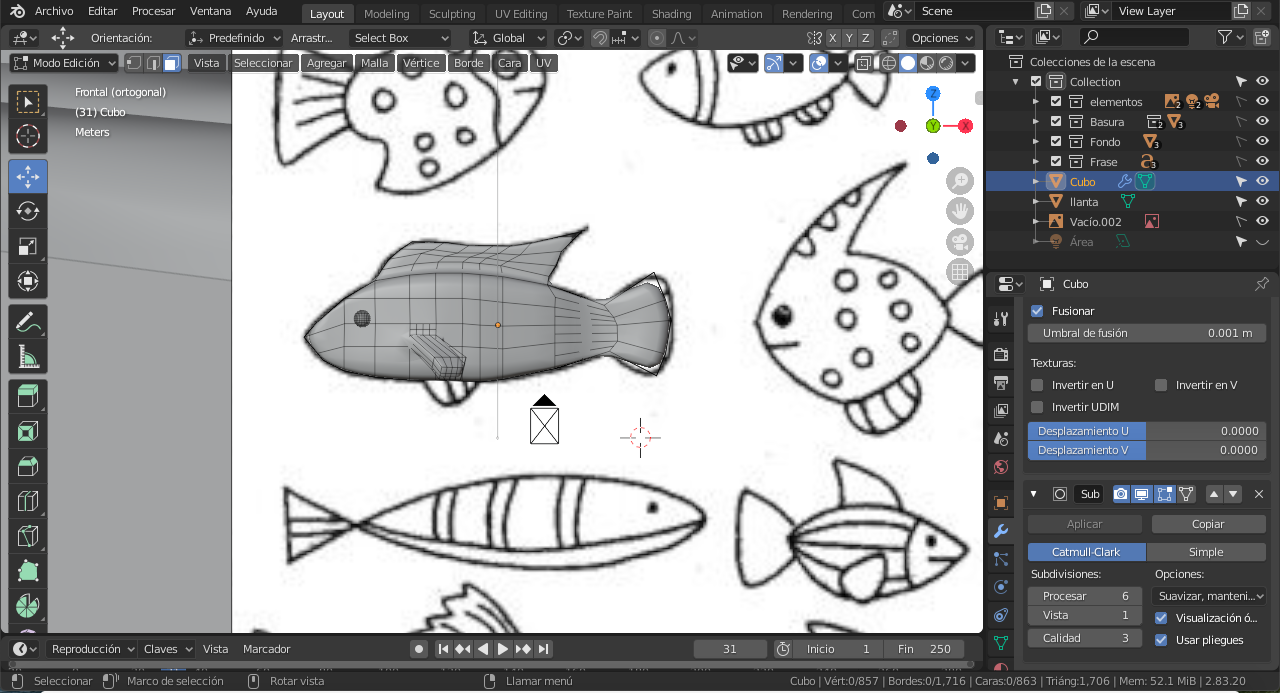 Archivo Editar Procesar Ventana Ayuda Layout Modeling Sculpting UV Editing Texture Paint Shading Animation Rendering Com Scene View Layer
Orientación: Predefinido Arrastr... Select Box Global Opciones
Modo Edición Vista Seleccionar Agregar Malla Vértice Borde Cara UV
Frontal (ortogonal)
(31) Cubo
Meters
Z
Y
X
X Y Z
Colecciones de la escena
Collection
elementos 2 2
Basura 2 3
Fondo 3
Frase 3
Cubo
llanta
Vacío.002
Área
Cubo
Fusionar
Umbral de fusión 0.001 m
Texturas:
Invertir en U Invertir en V
Invertir UDIM
Desplazamiento U 0.0000
Desplazamiento V 0.0000
Sub
Aplicar Copiar
Catmull-Clark Simple
Subdivisiones: Opciones:
Procesar 6 Suavizar, manteni...
Vista 1 Visualización ó...
Calidad 3 Usar pliegues
Reproducción Claves Vista Marcador 31 Inicio 1 Fin 250
Seleccionar Marco de selección Rotar vista Llamar menú Cubo | Vért:0/857 | Bordes:0/1,716 | Caras:0/863 | Triáng:1,706 | Mem: 52.1 MiB | 2.83.20